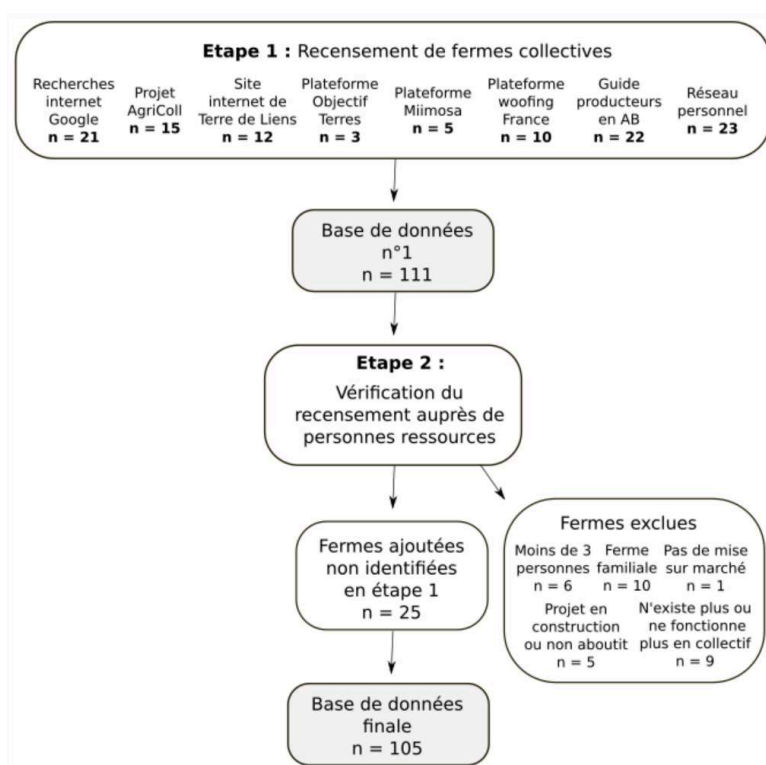 Etape 1 : Recensement de fermes collectives
Recherches
internet
Google
n = 21
Projet
AgriColl
n = 15
Site
internet de
Terre de Liens
n = 12
Plateforme
Objectif
Terres
n = 3
Plateforme
Miimosa
n = 5
Plateforme
woofing
France
n = 10
Guide
producteurs
en AB
n = 22
Réseau
personnel
n = 23
Base de données
n°1
n = 111
Etape 2 :
Vérification du
recensement auprès de
personnes ressources
Fermes ajoutées
non identifiées
en étape 1
n = 25
Fermes exclues
Moins de 3
personnes
n = 6
Ferme
familiale
n = 10
Pas de mise
sur marché
n = 1
Projet en
construction
ou non aboutit
n = 5
N'existe plus ou
ne fonctionne
plus en collectif
n = 9
Base de données
finale
n = 105